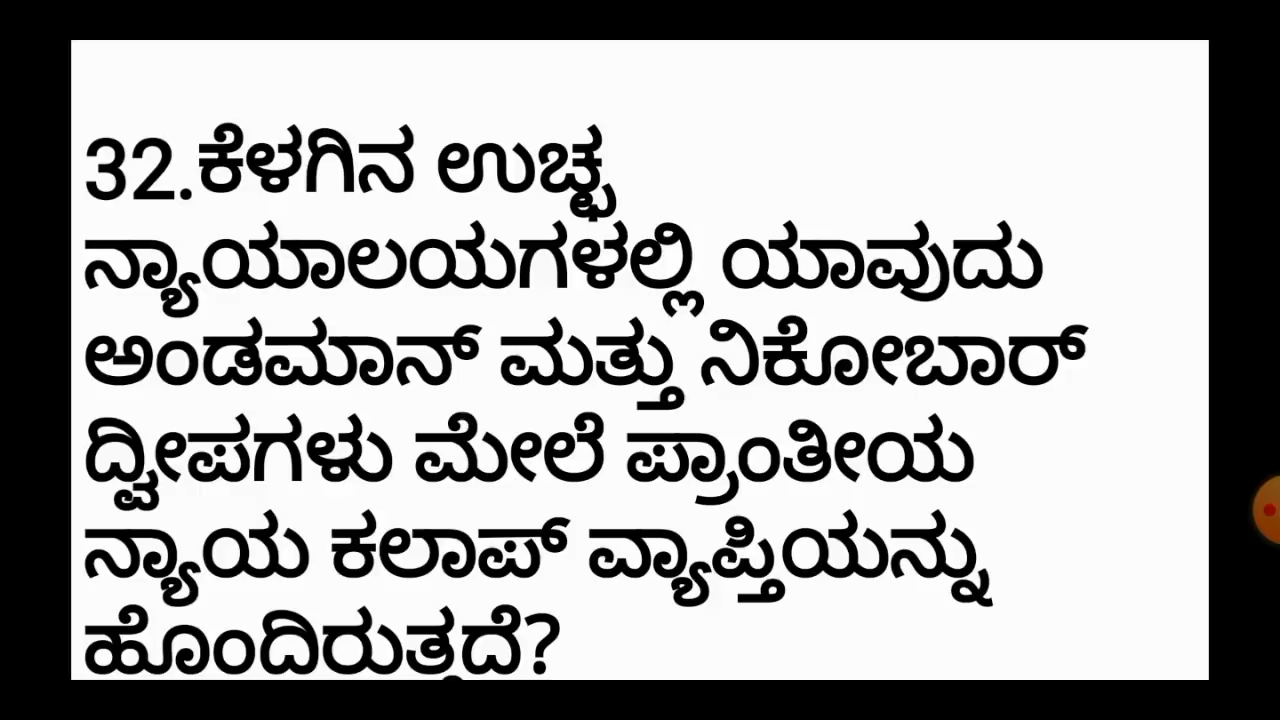 32.ಕೆಳಗಿನ ಉಚ್ಛ
ನ್ಯಾಯಾಲಯಗಳಲ್ಲಿ ಯಾವುದು
ಅಂಡಮಾನ್ ಮತ್ತು ನಿಕೋಬಾರ್
ದ್ವೀಪಗಳು ಮೇಲೆ ಪ್ರಾಂತೀಯ
ನ್ಯಾಯ ಕಲಾಪ್ ವ್ಯಾಪ್ತಿಯನ್ನು
ಹೊಂದಿರುತ್ತದೆ?